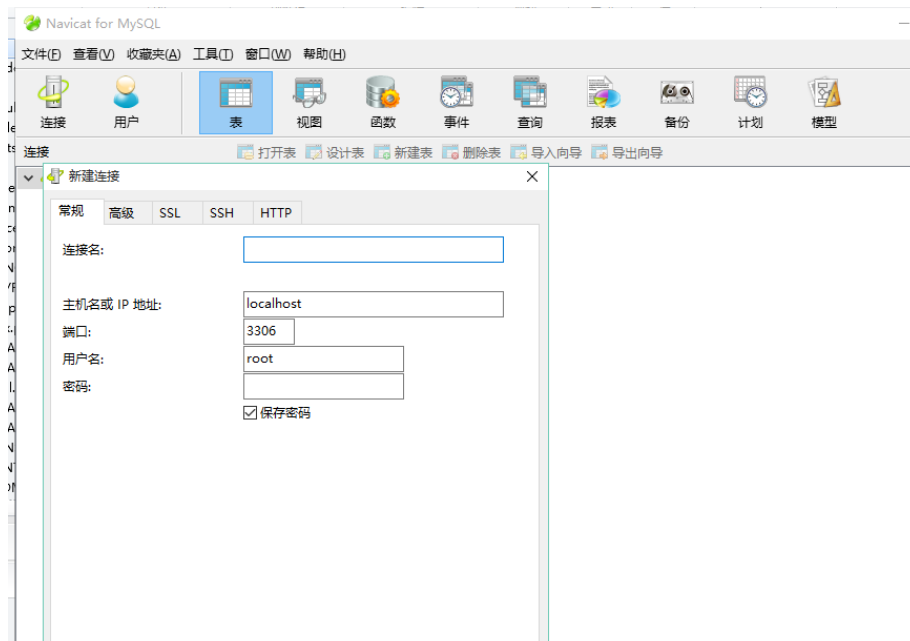 Navicat for MySQL
文件(F) 查看(V) 收藏夹(A) 工具(T) 窗口(W) 帮助(H)
连接 用户 表 视图 函数 事件 查询 报表 备份 计划 模型
连接 打开表 设计表 新建表 删除表 导入向导 导出向导
新建连接
常规 高级 SSL SSH HTTP
连接名:
主机名或 IP 地址: localhost
端口: 3306
用户名: root
密码:
保存密码